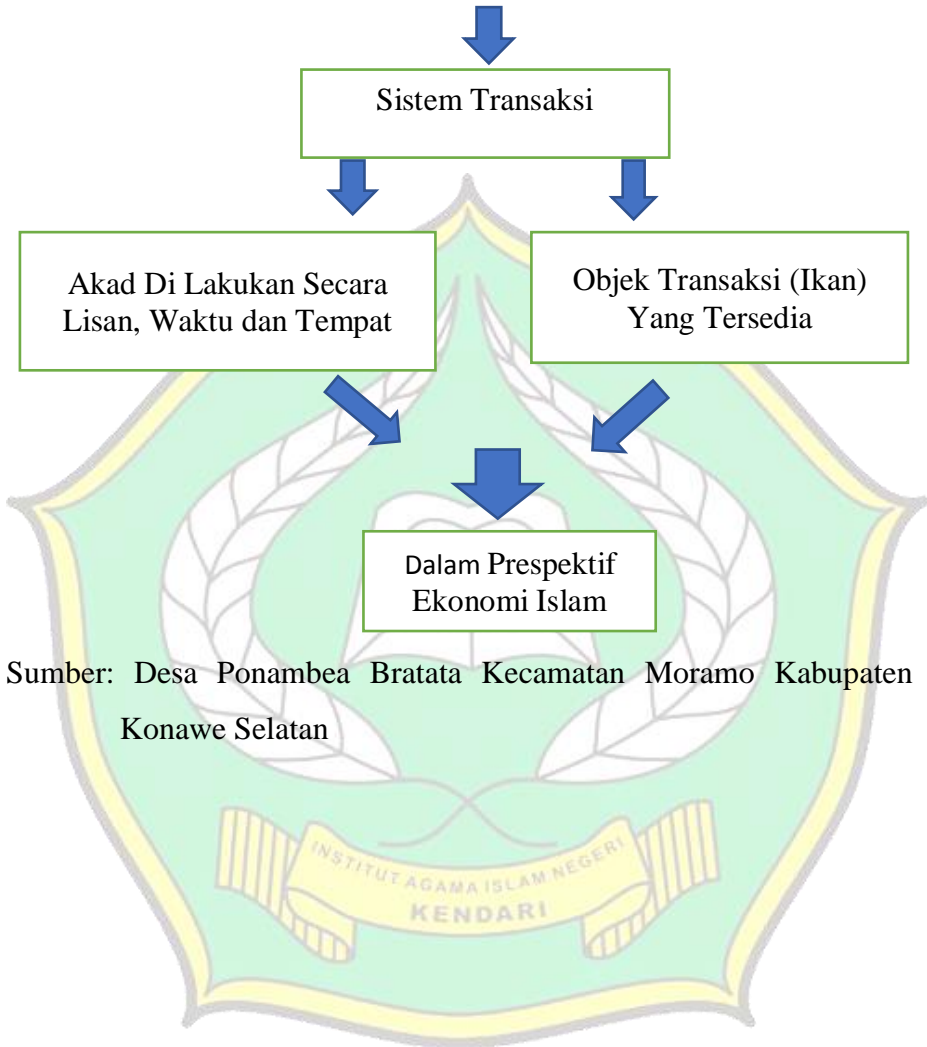 Sistem Transaksi
Akad Di Lakukan Secara
Lisan, Waktu dan Tempat
Objek Transaksi (Ikan)
Yang Tersedia
Dalam Prespektif
Ekonomi Islam
Sumber: Desa Ponambea Bratata Kecamatan Moramo Kabupaten
Konawe Selatan
INSTITUT AGAMA ISLAM NEGERI
KENDARI